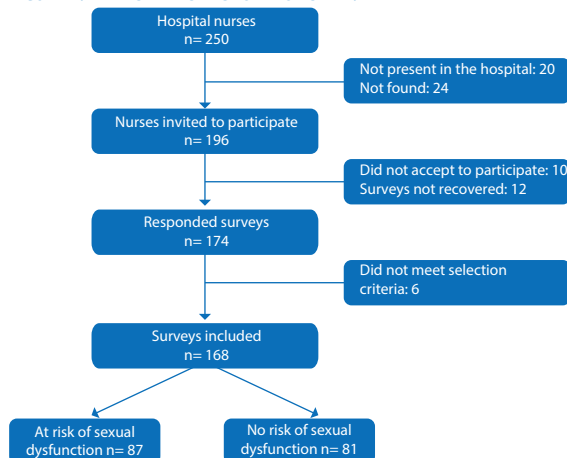 Hospital nurses
n= 250
Not present in the hospital: 20
Not found: 24
Nurses invited to participate
n= 196
Did not accept to participate: 10
Surveys not recovered: 12
Responded surveys
n= 174
Did not meet selection
criteria: 6
Surveys included
n= 168
At risk of sexual
dysfunction n= 87
No risk of sexual
dysfunction n= 81